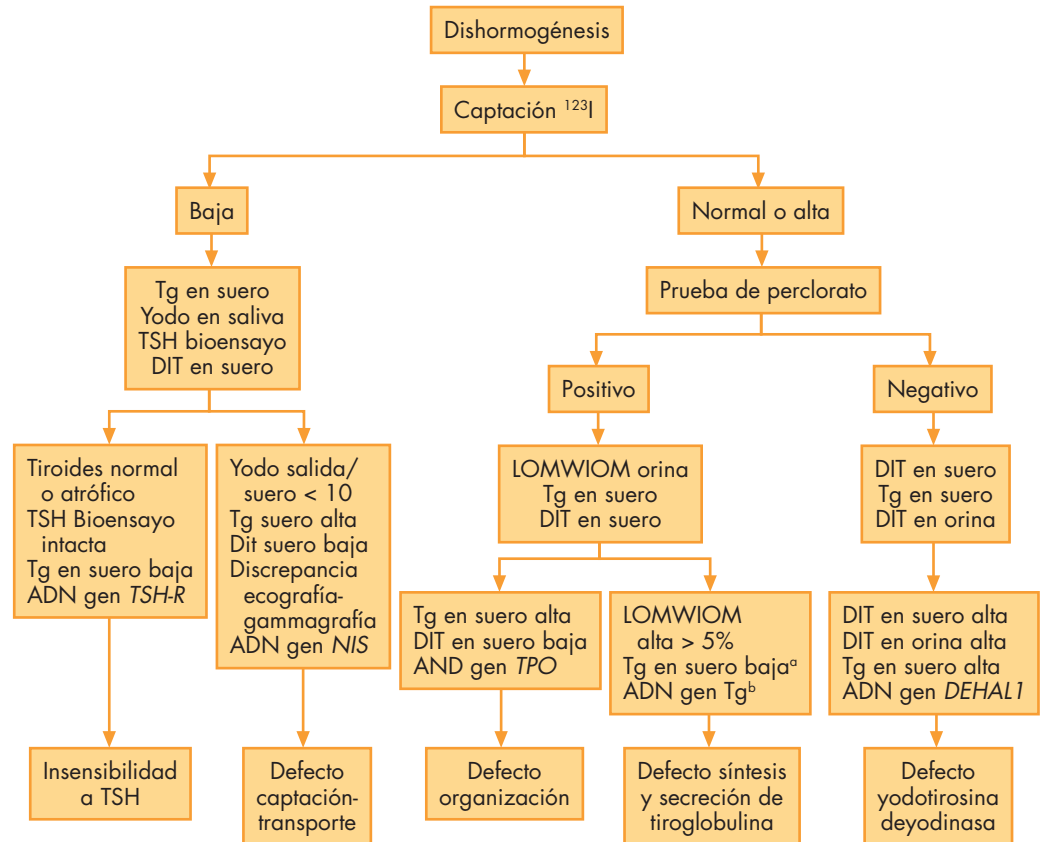 Dishormogénesis
Captación ¹²³I
Baja
Normal o alta
Tg en suero
Yodo en saliva
TSH bioensayo
DIT en suero
Prueba de perclorato
Positivo
Negativo
Tiroides normal
o atrófico
TSH Bioensayo
intacta
Tg en suero baja
ADN gen TSH-R
Yodo salida/
suero < 10
Tg suero alta
Dit suero baja
Discrepancia
ecografía-
gammagrafía
ADN gen NIS
LOMWIOM orina
Tg en suero
DIT en suero
DIT en suero
Tg en suero
DIT en orina
Tg en suero alta
DIT en suero baja
AND gen TPO
LOMWIOM
alta > 5%
Tg en suero bajaᵃ
ADN gen Tgᵇ
DIT en suero alta
DIT en orina alta
Tg en suero alta
ADN gen DEHAL1
Insensibilidad
a TSH
Defecto
captación-
transporte
Defecto
organización
Defecto síntesis
y secreción de
tiroglobulina
Defecto
yodotirosina
deyodinasa